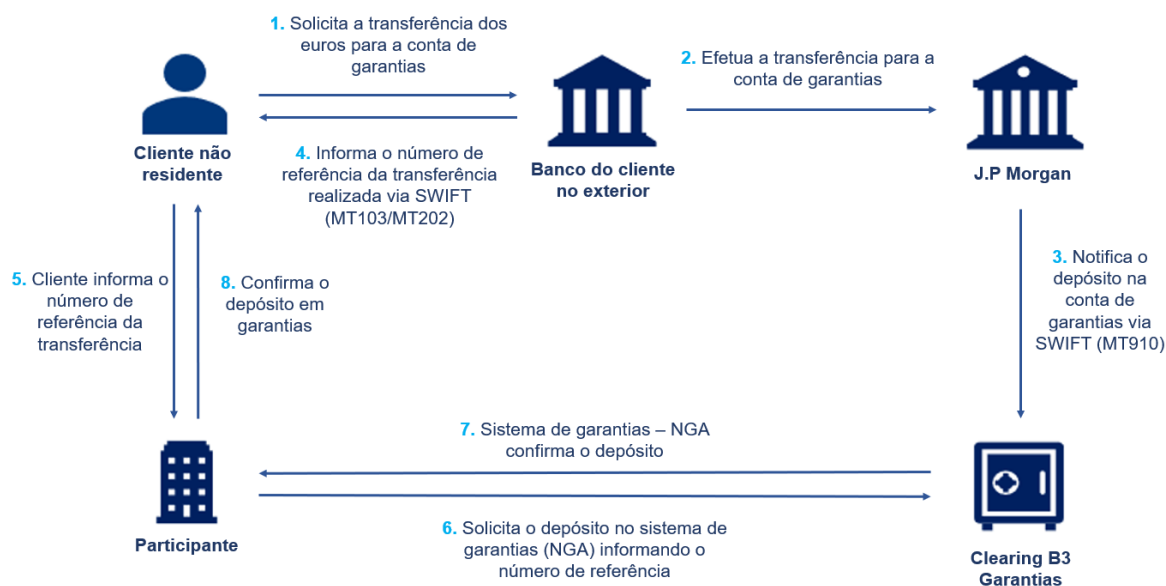 1. Solicita a transferência dos
euros para a conta de
garantias
2. Efetua a transferência para a
conta de garantias
Cliente não
residente
4. Informa o número de
referência da transferência
realizada via SWIFT
(MT103/MT202)
Banco do cliente
no exterior
J.P Morgan
5. Cliente informa o
número de
referência da
transferência
8. Confirma o
depósito em
garantias
3. Notifica o
depósito na
conta de
garantias via
SWIFT (MT910)
7. Sistema de garantias – NGA
confirma o depósito
Participante
6. Solicita o depósito no sistema de
garantias (NGA) informando o
número de referência
Clearing B3
Garantias